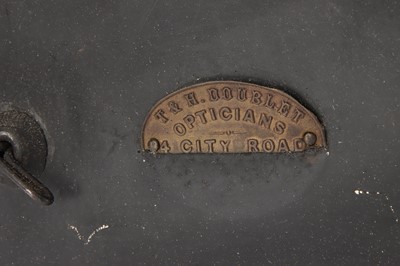 T & H. DOUBLET
OPTICIANS
4 CITY ROAD